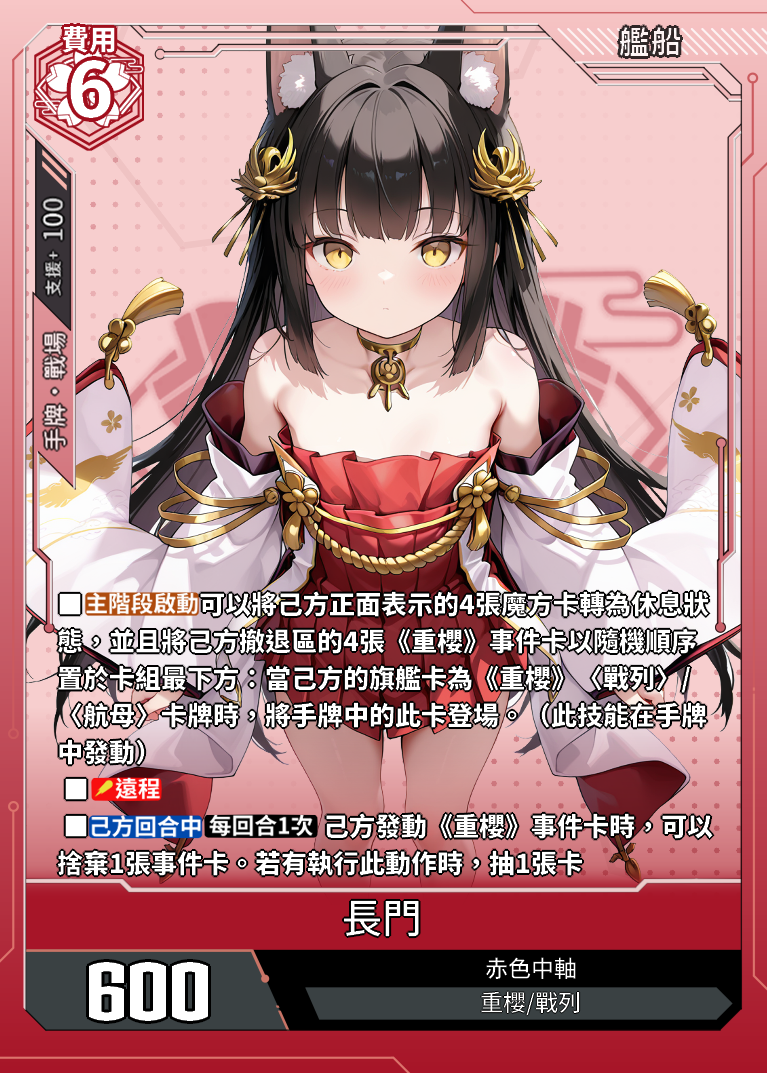 費用
6
艦船
支援+ 100
手牌・戰場
■主階段啟動可以將己方正面表示的4張魔方卡轉為休息狀
態，並且將己方撤退區的4張《重櫻》事件卡以隨機順序
置於卡組最下方：當己方的旗艦卡為《重櫻》〈戰列〉/
〈航母〉卡牌時，將手牌中的此卡登場。（此技能在手牌
中發動）
■遠程
■己方回合中 每回合1次 己方發動《重櫻》事件卡時，可以
捨棄1張事件卡。若有執行此動作時，抽1張卡
長門
600
赤色中軸
重櫻/戰列